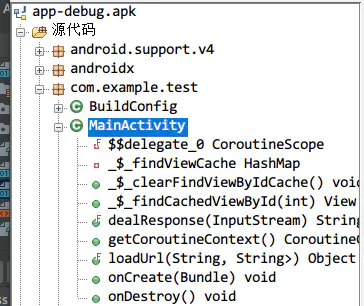 app-debug.apk
源代码
android.support.v4
androidx
com.example.test
BuildConfig
MainActivity
$$delegate_0 CoroutineScope
_$_findViewCache HashMap
_$_clearFindViewByIdCache() void
_$_findCachedViewById(int) View
dealResponse(InputStream) String
getCoroutineContext() CoroutineC
loadUrl(String, String>) Object
onCreate(Bundle) void
onDestroy() void